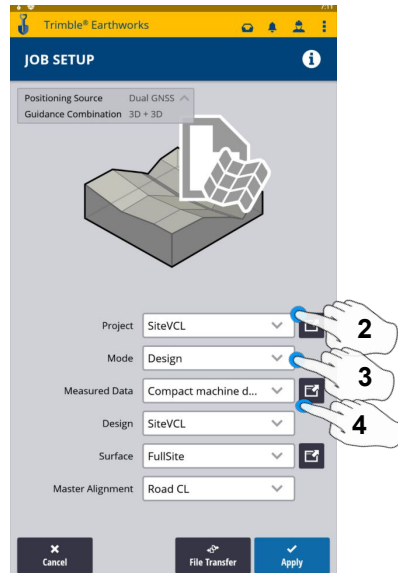 Trimble® Earthworks
JOB SETUP
Positioning Source Dual GNSS
Guidance Combination 3D + 3D
Project SiteVCL
2
Mode Design
3
Measured Data Compact machine d...
4
Design SiteVCL
Surface FullSite
Master Alignment Road CL
Cancel File Transfer Apply